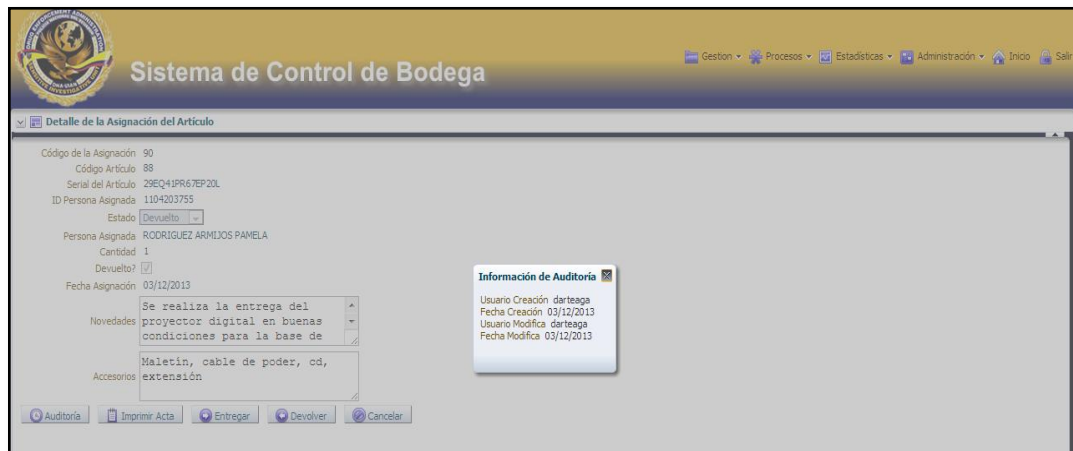 Sistema de Control de Bodega
Gestion Procesos Estadísticas Administración Inicio Salir
Detalle de la Asignación del Artículo
Código de la Asignación 90
Código Artículo 88
Serial del Artículo 29EQ41PR67EP20L
ID Persona Asignada 1104203755
Estado Devuelto
Persona Asignada RODRIGUEZ ARMIJOS PAMELA
Cantidad 1
Devuelto?
Fecha Asignación 03/12/2013
Novedades Se realiza la entrega del
proyector digital en buenas
condiciones para la base de
Accesorios Maletín, cable de poder, cd,
extensión
Auditoría Imprimir Acta Entregar Devolver Cancelar
Información de Auditoría
Usuario Creación darteaga
Fecha Creación 03/12/2013
Usuario Modifica darteaga
Fecha Modifica 03/12/2013